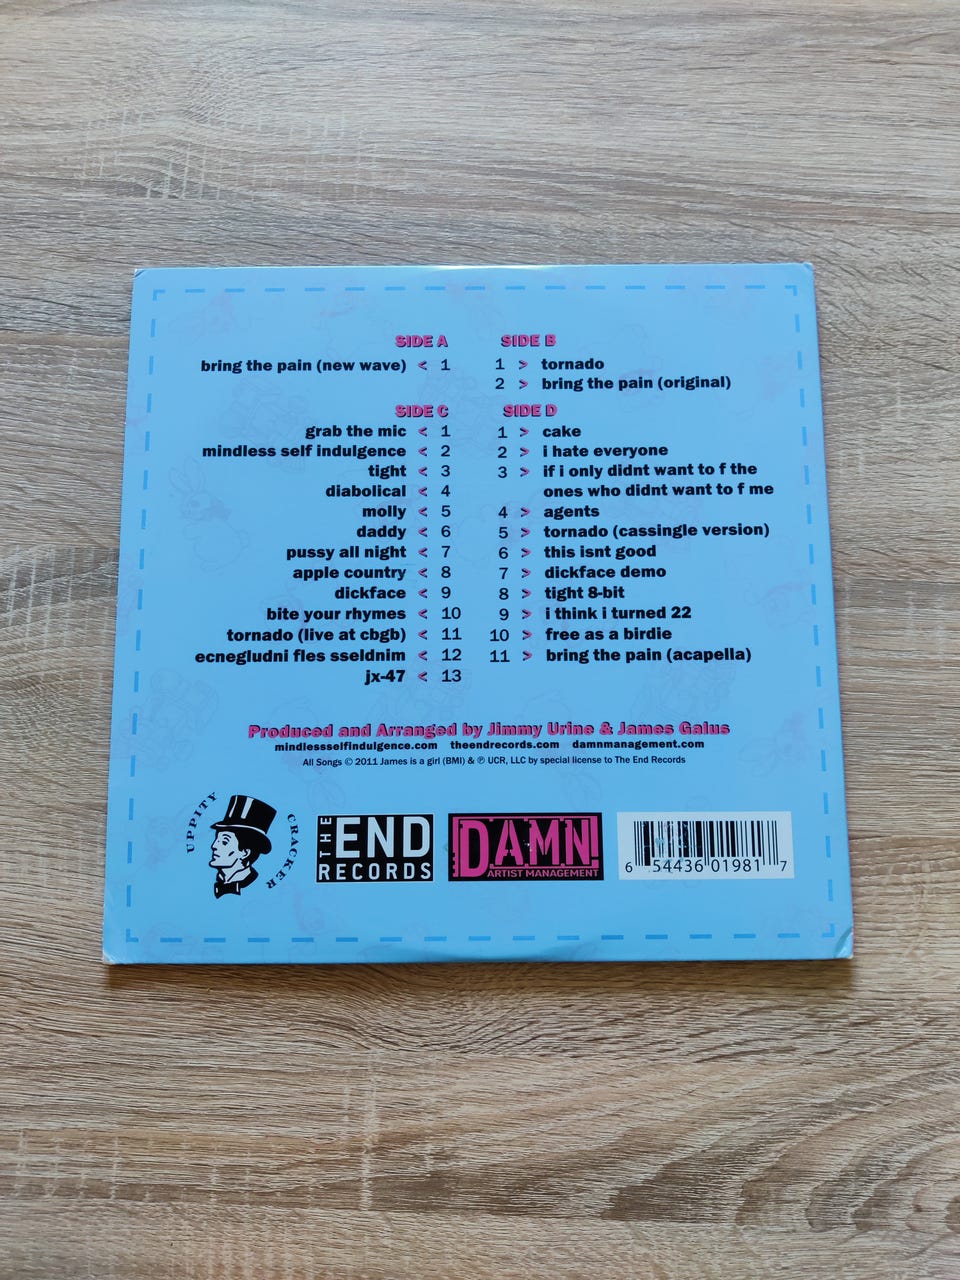 SIDE A
bring the pain (new wave) < 1
SIDE B
1 > tornado
2 > bring the pain (original)
SIDE C
grab the mic < 1
mindless self indulgence < 2
tight < 3
diabolical < 4
molly < 5
daddy < 6
pussy all night < 7
apple country < 8
dickface < 9
bite your rhymes < 10
tornado (live at cbgb) < 11
ecnegludni fles sseldnim < 12
jx-47 < 13
SIDE D
1 > cake
2 > i hate everyone
3 > if i only didnt want to f the
ones who didnt want to f me
4 > agents
5 > tornado (cassingle version)
6 > this isnt good
7 > dickface demo
8 > tight 8-bit
9 > i think i turned 22
10 > free as a birdie
11 > bring the pain (acapella)
Produced and Arranged by Jimmy Urine & James Galus
mindlessselfindulgence.com theendrecords.com damnmanagement.com
All Songs © 2011 James is a girl (BMI) & ℗ UCR, LLC by special license to The End Records
UPPITY CRACKER
THE END RECORDS
DAMN!
ARTIST MANAGEMENT
6 54436 01981 7